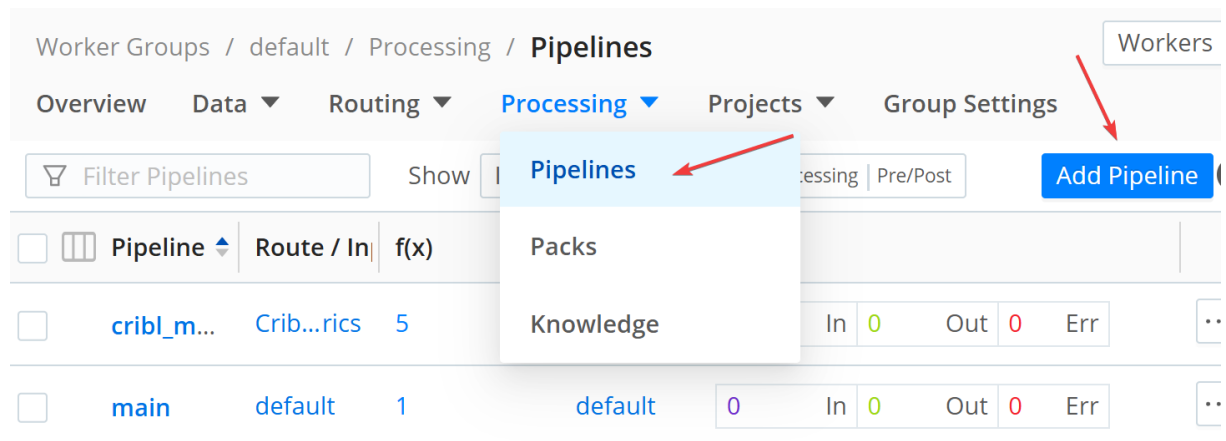 Worker Groups / default / Processing / Pipelines
Workers
Overview Data Routing Processing Projects Group Settings
Filter Pipelines Show Pre/Post Add Pipeline
Pipelines
Packs
Knowledge
Pipeline Route / f(x)
cribl_m... Crib...rics 5 In 0 Out 0 Err
main default 1 default 0 In 0 Out 0 Err